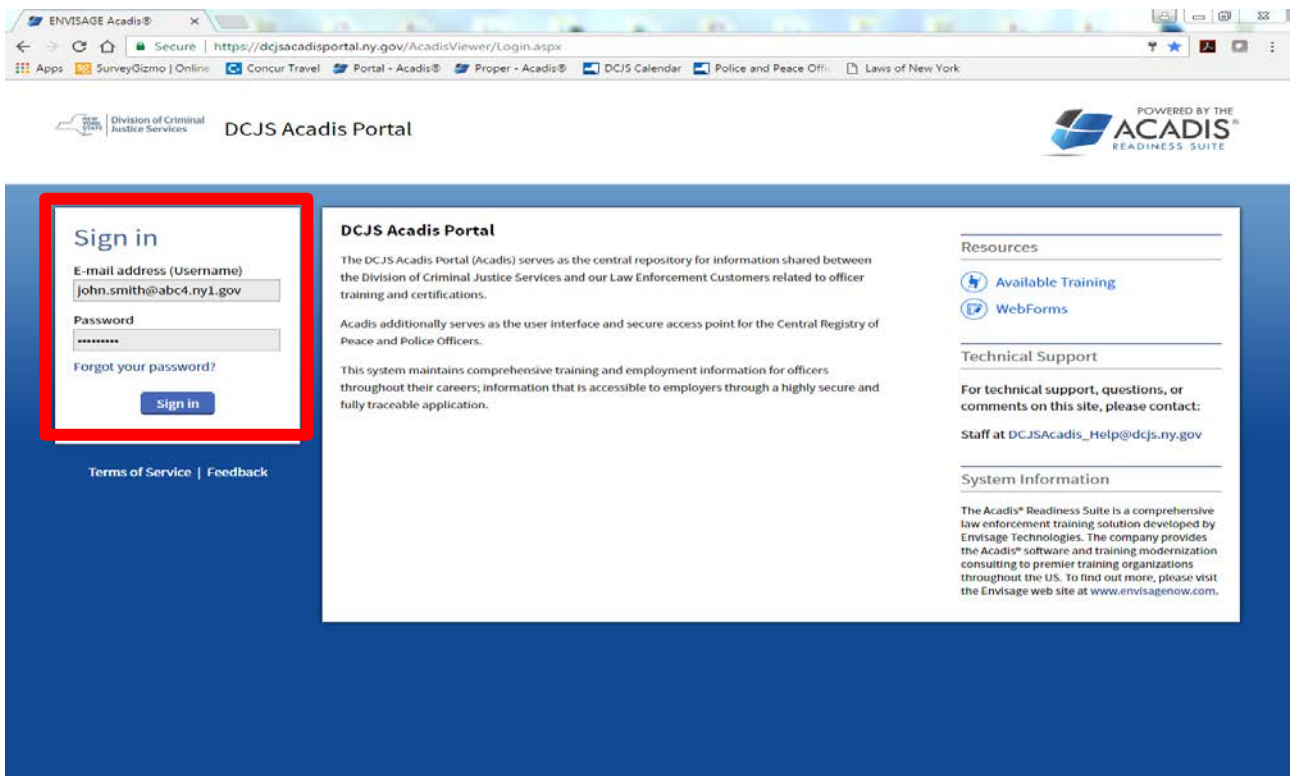 ENVISAGE Acadis®
Secure | https://dcjsacadisportal.ny.gov/AcadisViewer/Login.aspx
Apps SurveyGizmo | Online Concur Travel Portal - Acadis® Proper - Acadis® DCJS Calendar Police and Peace Offi Laws of New York
NEW YORK STATE
Division of Criminal
Justice Services
DCJS Acadis Portal
POWERED BY THE
ACADIS®
READINESS SUITE
Sign in
E-mail address (Username)
john.smith@abc4.ny1.gov
Password
•••••••••
Forgot your password?
Sign in
Terms of Service | Feedback
DCJS Acadis Portal
The DCJS Acadis Portal (Acadis) serves as the central repository for information shared between
the Division of Criminal Justice Services and our Law Enforcement Customers related to officer
training and certifications.
Acadis additionally serves as the user interface and secure access point for the Central Registry of
Peace and Police Officers.
This system maintains comprehensive training and employment information for officers
throughout their careers; information that is accessible to employers through a highly secure and
fully traceable application.
Resources
Available Training
WebForms
Technical Support
For technical support, questions, or
comments on this site, please contact:
Staff at DCJSAcadis_Help@dcjs.ny.gov
System Information
The Acadis® Readiness Suite is a comprehensive
law enforcement training solution developed by
Envisage Technologies. The company provides
the Acadis® software and training modernization
consulting to premier training organizations
throughout the US. To find out more, please visit
the Envisage web site at www.envisagenow.com.